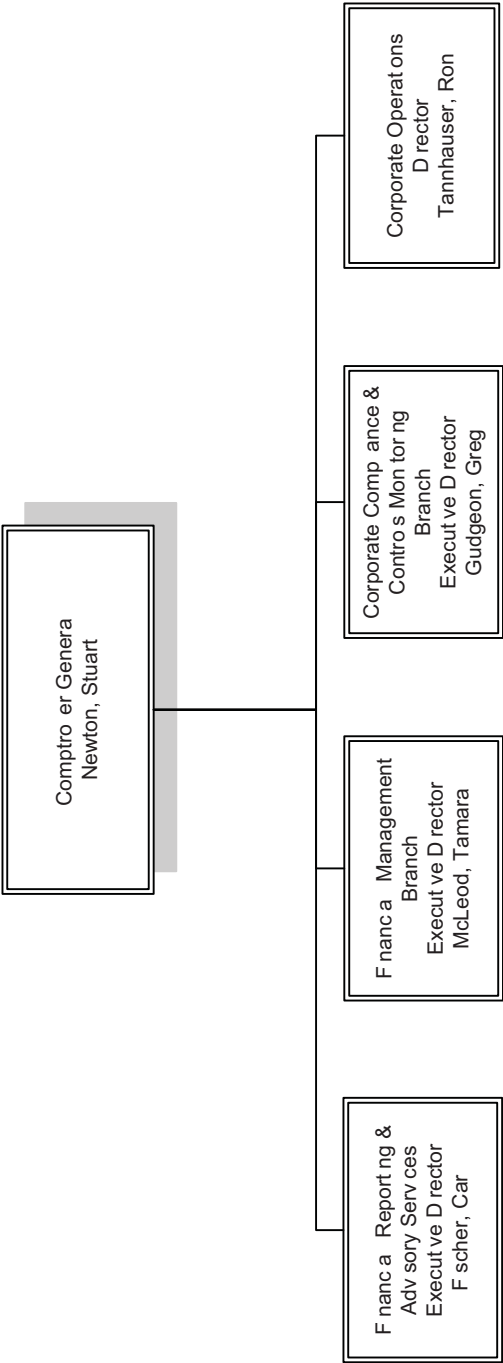 Comptro er Genera
Newton, Stuart
F nanc a Report ng &
Adv sory Serv ces
Execut ve D rector
F scher, Car
F nanc a Management
Branch
Execut ve D rector
McLeod, Tamara
Corporate Comp ance &
Contro s Mon tor ng
Branch
Execut ve D rector
Gudgeon, Greg
Corporate Operat ons
D rector
Tannhauser, Ron